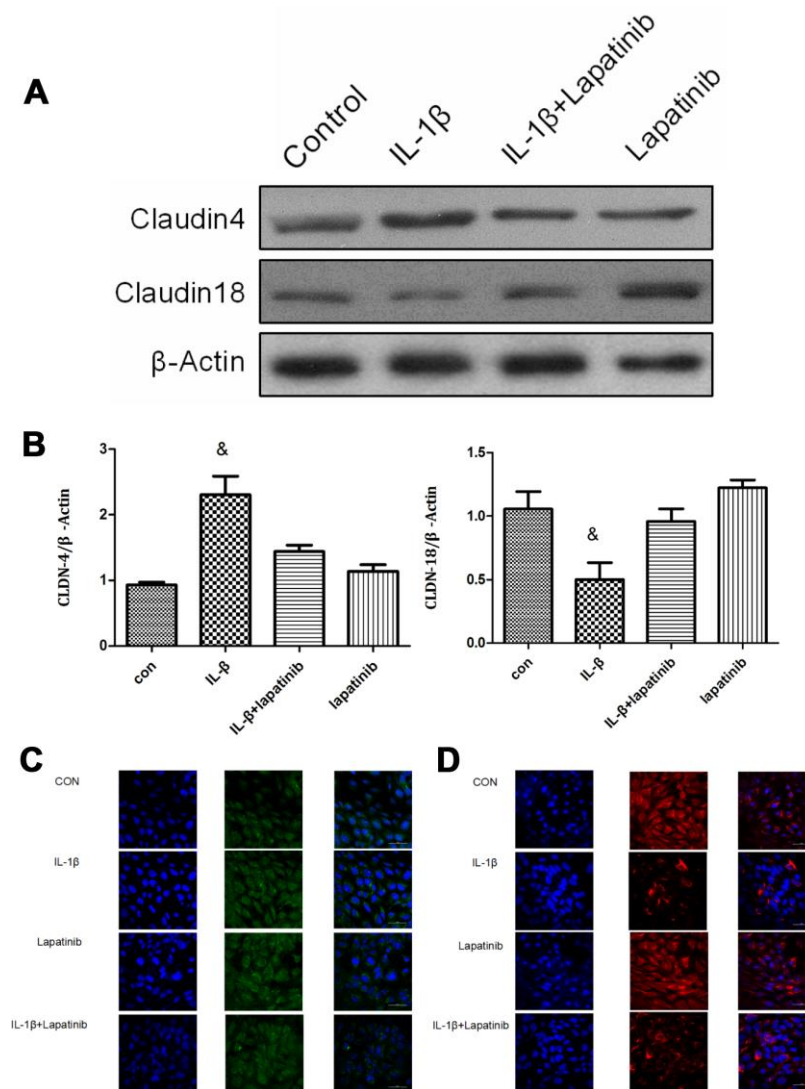 A
Control
IL-1β
IL-1β+Lapatinib
Lapatinib
Claudin4
Claudin18
β-Actin
B
CLDN-4/β -Actin
3
2
1
0
&
con
IL-β
IL-β+lapatinib
lapatinib
CLDN-18/β -Actin
1.5
1.0
0.5
0.0
&
con
IL-β
IL-β+lapatinib
lapatinib
C
CON
IL-1β
Lapatinib
IL-1β+Lapatinib
D
CON
IL-1β
Lapatinib
IL-1β+Lapatinib